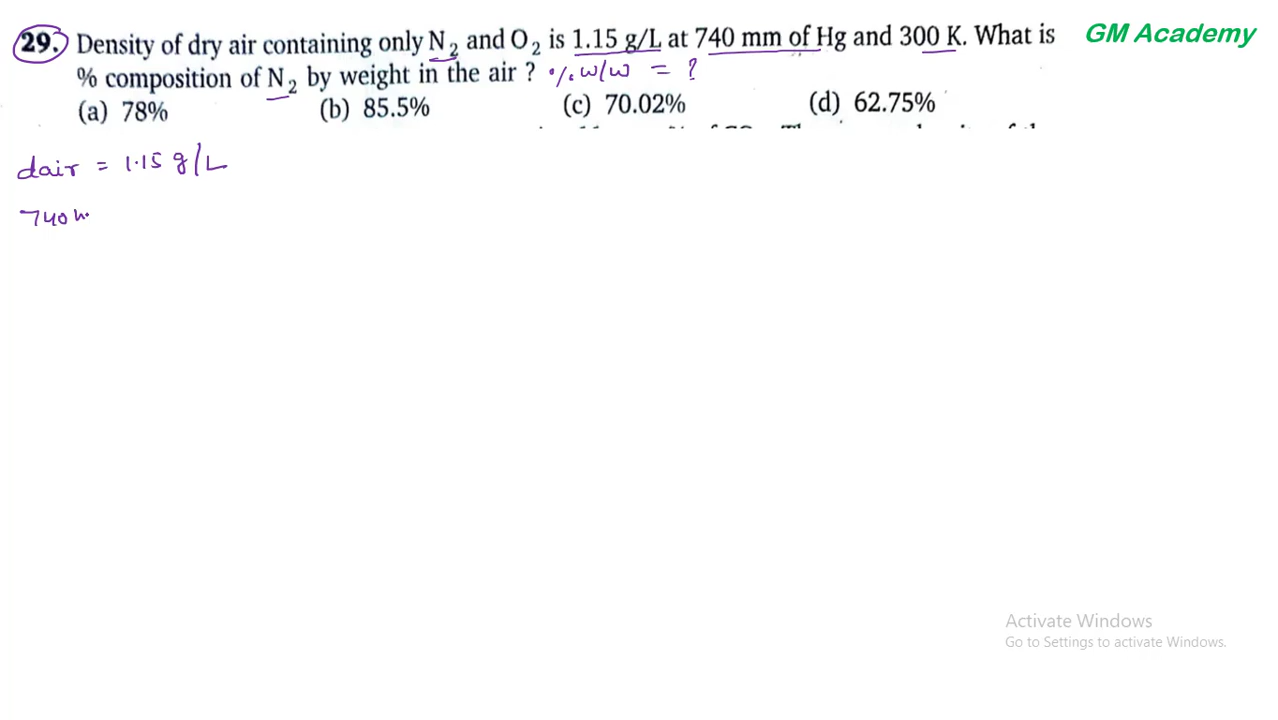 GM Academy
29. Density of dry air containing only N₂ and O₂ is 1.15 g/L at 740 mm of Hg and 300 K. What is
% composition of N₂ by weight in the air ? % w/w = ?
(a) 78% (b) 85.5% (c) 70.02% (d) 62.75%
dair = 1.15 g/L
740
Activate Windows
Go to Settings to activate Windows.